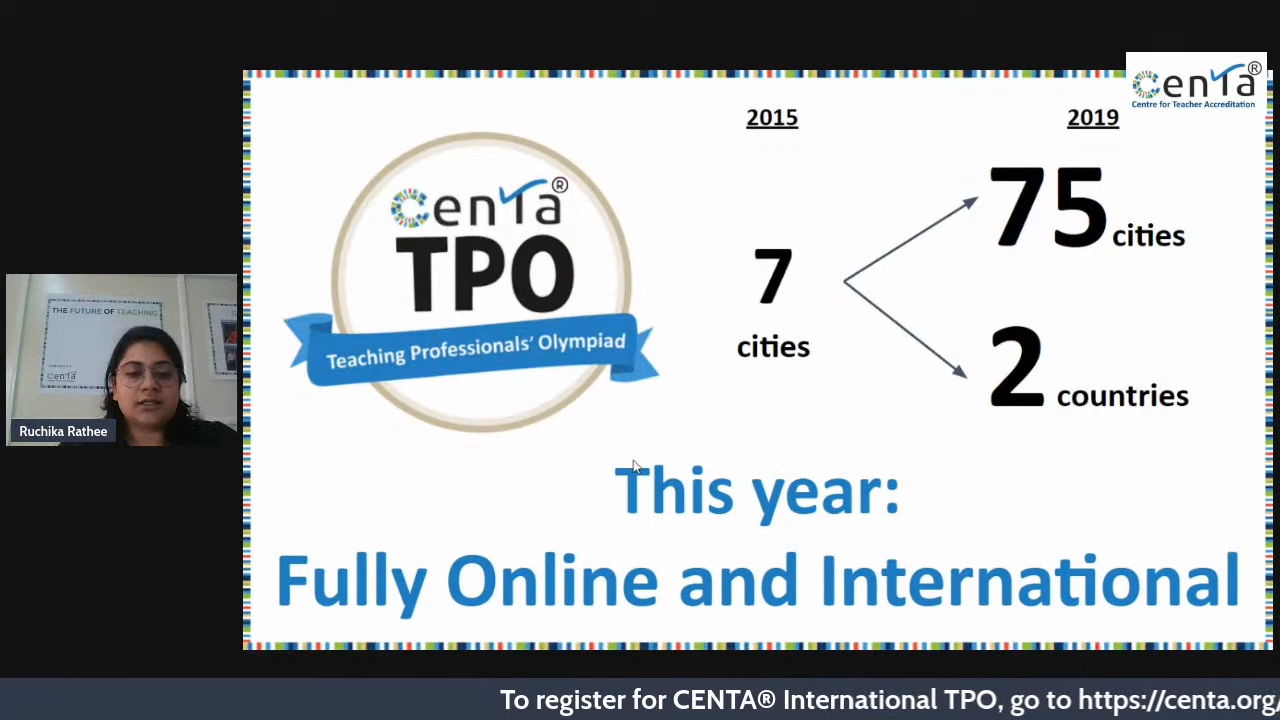 CENTA®
Centre for Teacher Accreditation
2015
2019
CENTA®
TPO
Teaching Professionals' Olympiad
7
cities
75 cities
2 countries
THE FUTURE OF TEACHING
CENTA
Ruchika Rathee
This year:
Fully Online and International
To register for CENTA® International TPO, go to https://centa.org/